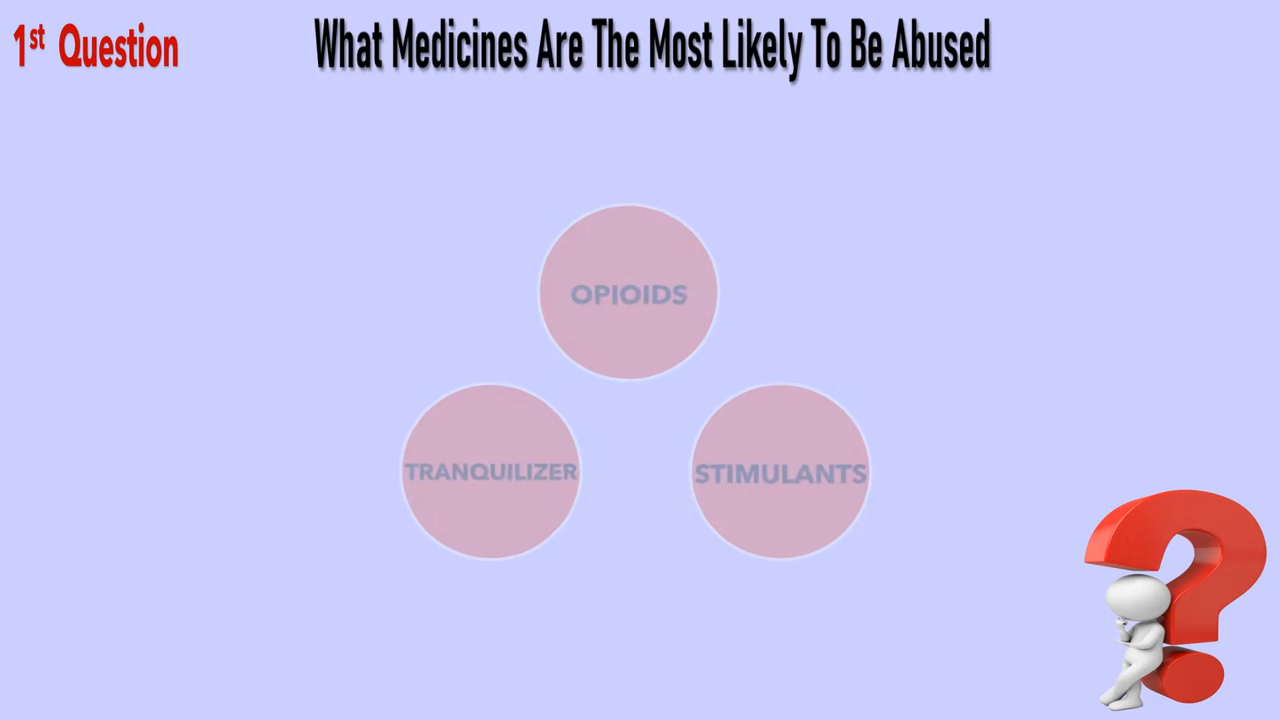 1st Question
What Medicines Are The Most Likely To Be Abused
OPIOIDS
TRANQUILIZER
STIMULANTS